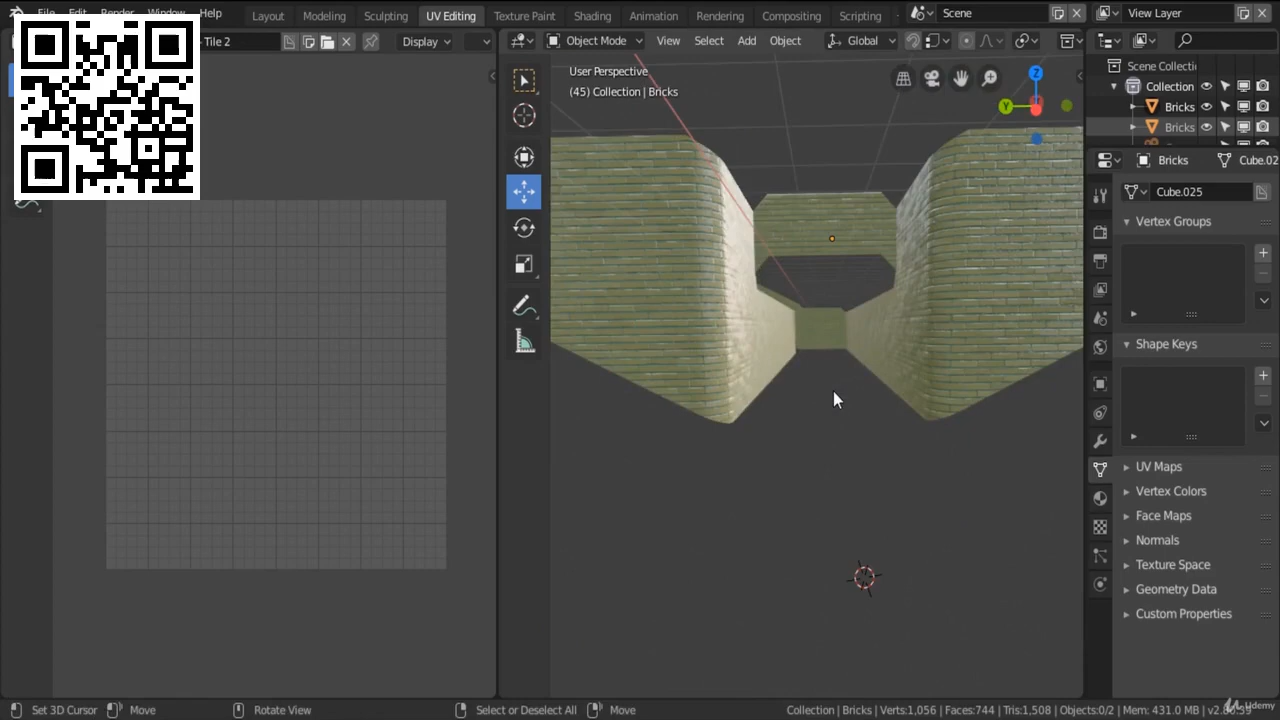 File Edit Render Window Help
Layout Modeling Sculpting UV Editing Texture Paint Shading Animation Rendering Compositing Scripting
Scene
View Layer
Tile 2
Display
Object Mode View Select Add Object Global
User Perspective
(45) Collection | Bricks
Z
Y
Scene Collectic
Collection
Bricks
Bricks
Bricks
Cube.02
Cube.025
Vertex Groups
Shape Keys
UV Maps
Vertex Colors
Face Maps
Normals
Texture Space
Geometry Data
Custom Properties
Set 3D Cursor Move Rotate View Select or Deselect All Move
Collection | Bricks | Verts:1,056 | Faces:744 | Tris:1,508 | Objects:0/2 | Mem: 431.0 MB |
Udemy